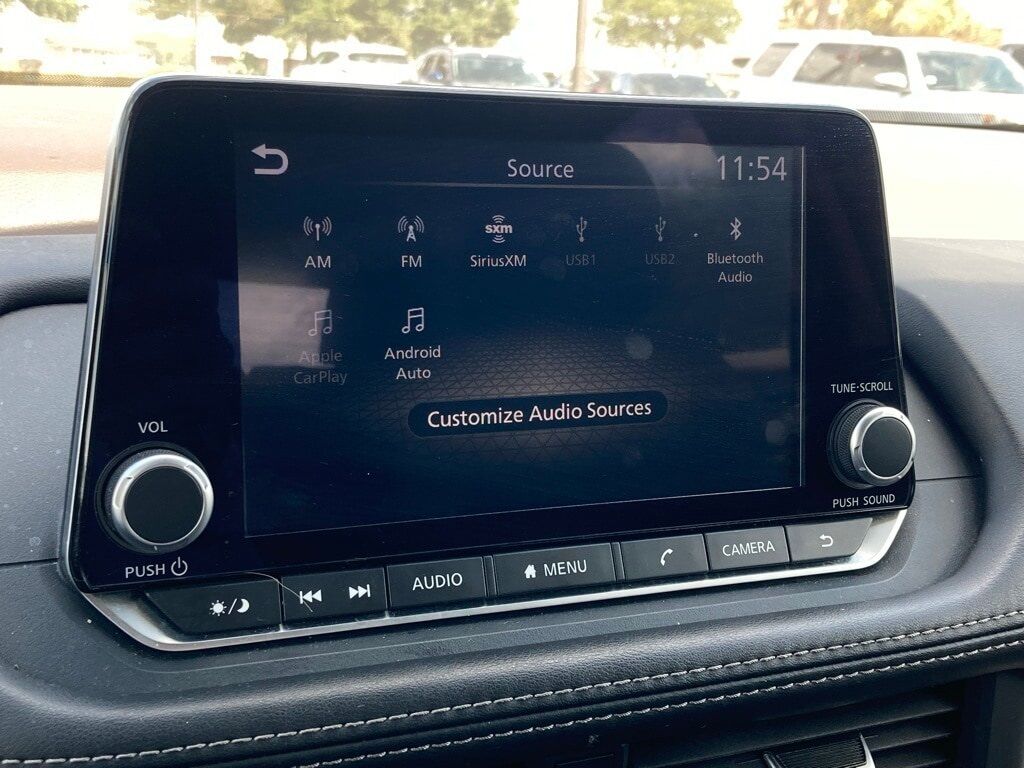 Source
11:54
AM
FM
sxm
SiriusXM
USB1
USB2
Bluetooth
Audio
Apple
CarPlay
Android
Auto
Customize Audio Sources
VOL
PUSH
TUNE·SCROLL
PUSH SOUND
AUDIO
MENU
CAMERA